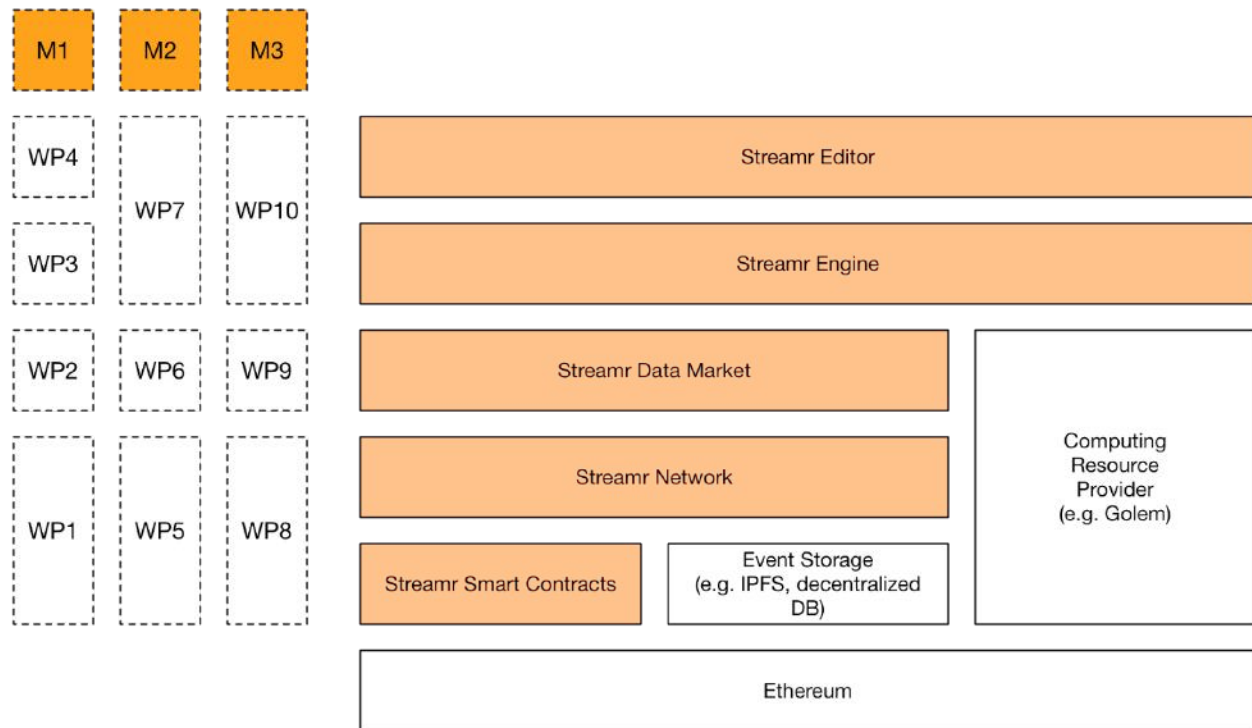 M1 M2 M3
WP4
WP7
WP10
Streamr Editor
WP3
Streamr Engine
WP2 WP6 WP9
Streamr Data Market
Computing
Resource
Provider
(e.g. Golem)
Streamr Network
WP1 WP5 WP8
Streamr Smart Contracts
Event Storage
(e.g. IPFS, decentralized
DB)
Ethereum